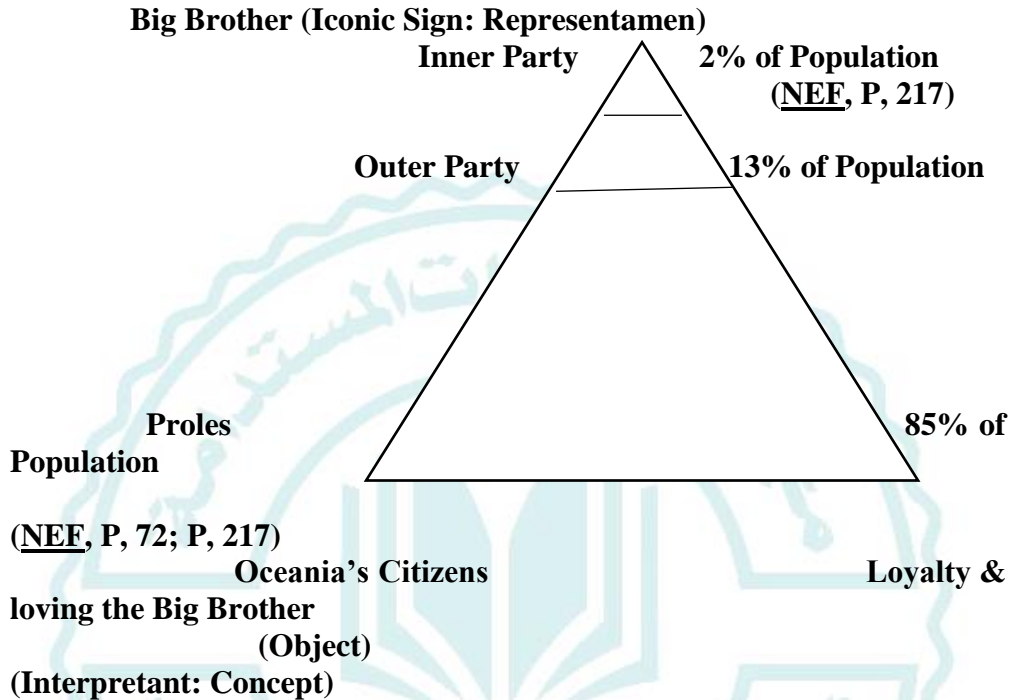 Big Brother (Iconic Sign: Representamen)
Inner Party 2% of Population
(NEF, P, 217)
Outer Party 13% of Population
Proles 85% of
Population
(NEF, P, 72; P, 217)
Oceania’s Citizens Loyalty &
loving the Big Brother
(Object)
(Interpretant: Concept)